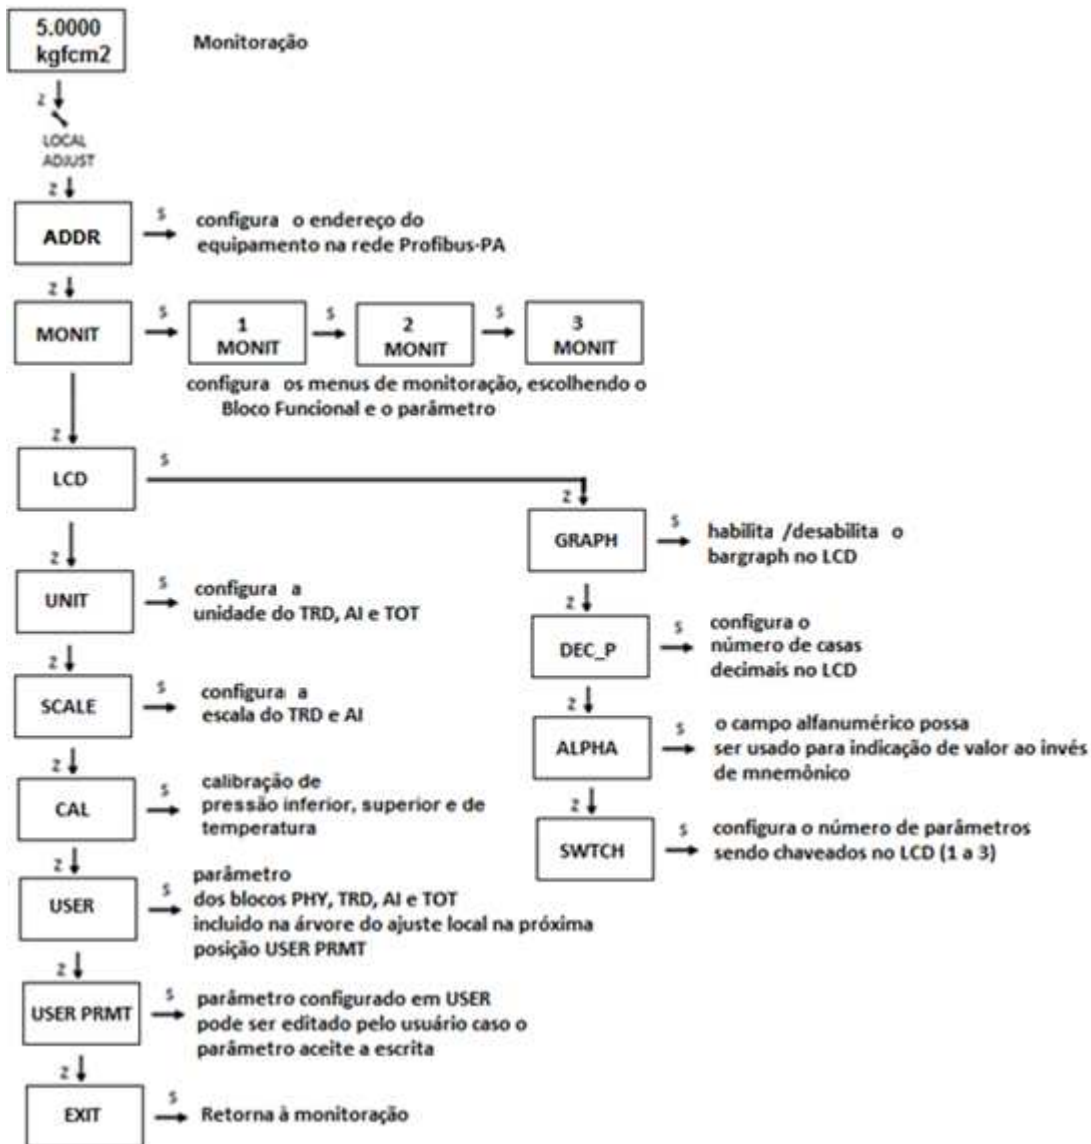 5.0000
kgfcm2
Monitoração
Z
LOCAL
ADJUST
Z
ADDR
S
configura o endereço do
equipamento na rede Profibus-PA
Z
MONIT
S
1
MONIT
S
2
MONIT
S
3
MONIT
configura os menus de monitoração, escolhendo o
Bloco Funcional e o parâmetro
Z
LCD
S
Z
GRAPH
S
habilita /desabilita o
bargraph no LCD
Z
DEC_P
S
configura o
número de casas
decimais no LCD
Z
ALPHA
S
o campo alfanumérico possa
ser usado para indicação de valor ao invés
de mnemônico
Z
SWTCH
S
configura o número de parâmetros
sendo chaveados no LCD (1 a 3)
Z
UNIT
S
configura a
unidade do TRD, AI e TOT
Z
SCALE
S
configura a
escala do TRD e AI
Z
CAL
S
calibração de
pressão inferior, superior e de
temperatura
Z
USER
S
parâmetro
dos blocos PHY, TRD, AI e TOT
incluido na árvore do ajuste local na próxima
posição USER PRMT
Z
USER PRMT
S
parâmetro configurado em USER
pode ser editado pelo usuário caso o
parâmetro aceite a escrita
Z
EXIT
S
Retorna à monitoração